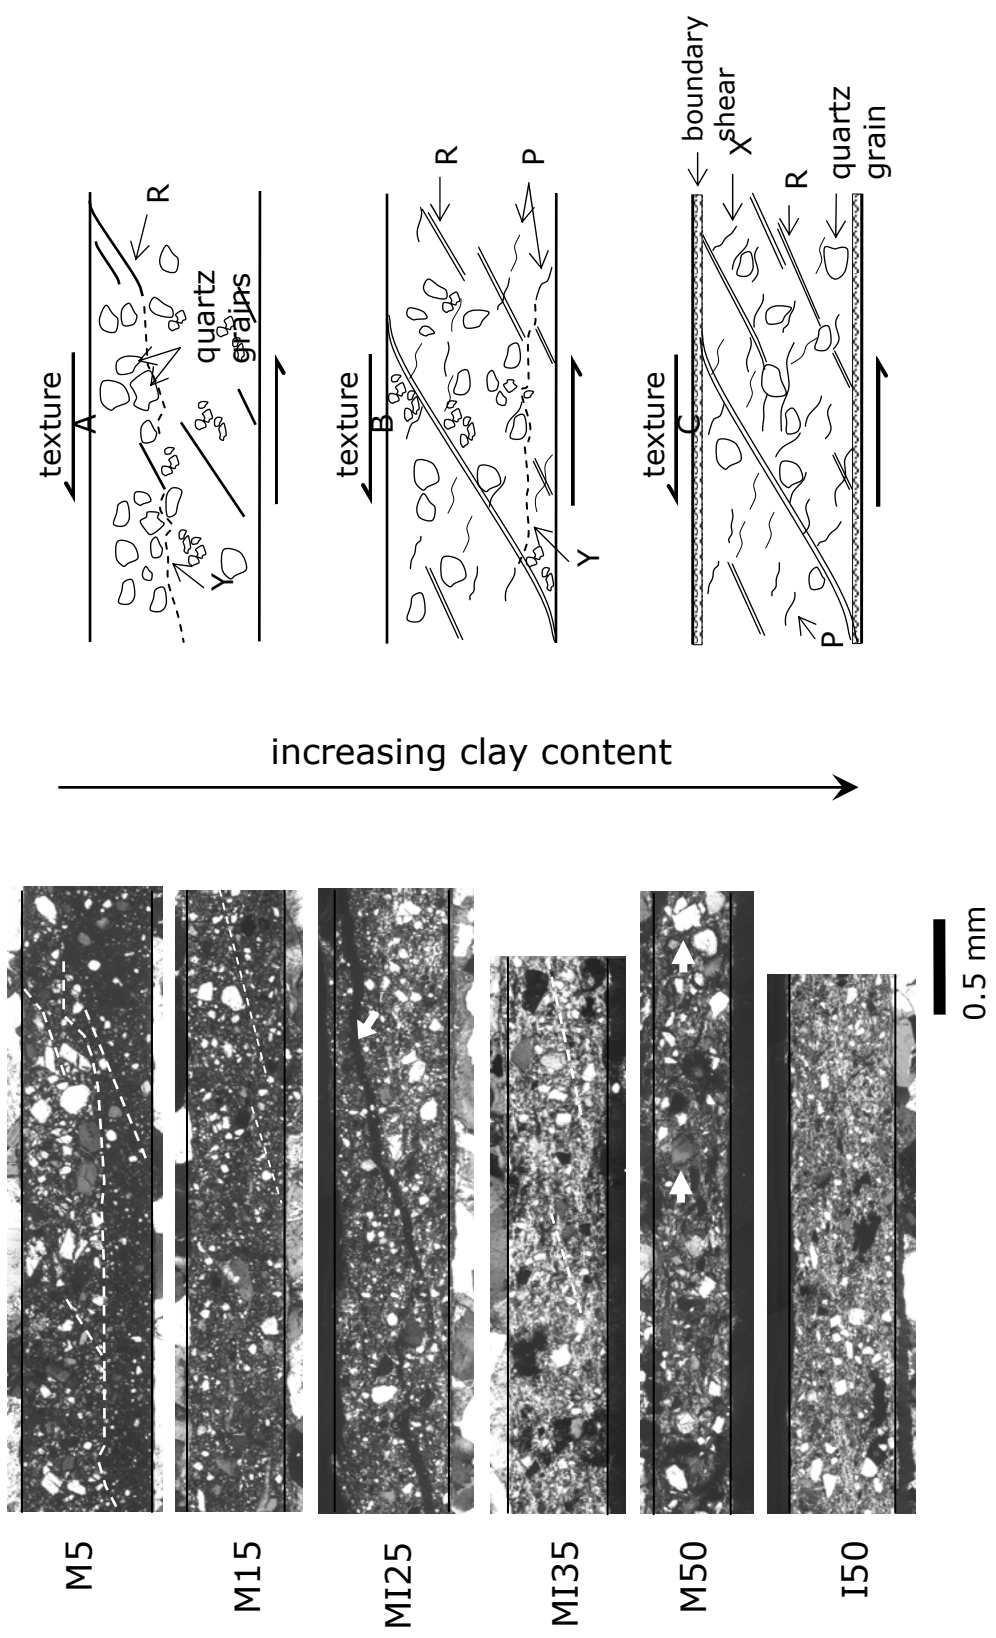 texture
A
R
quartz
grains
Y
texture
B
R
P
Y
texture
C
boundary
shear
X
R
quartz
grain
P
increasing clay content
M5
M15
MI25
MI35
M50
I50
0.5 mm